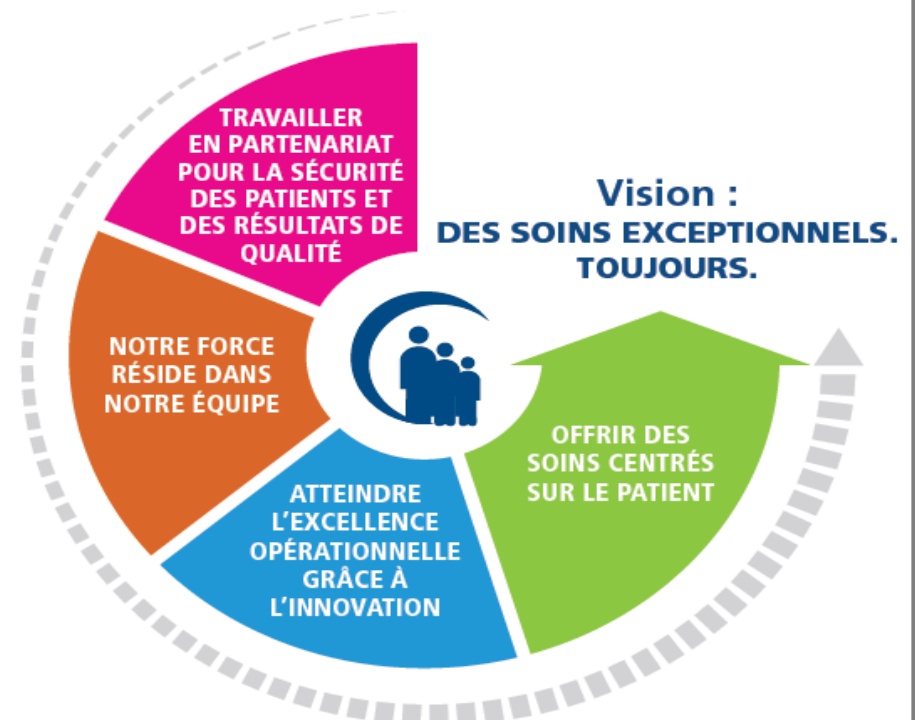 TRAVAILLER
EN PARTENARIAT
POUR LA SÉCURITÉ
DES PATIENTS ET
DES RÉSULTATS DE
QUALITÉ
Vision :
DES SOINS EXCEPTIONNELS.
TOUJOURS.
NOTRE FORCE
RÉSIDE DANS
NOTRE ÉQUIPE
ATTEINDRE
L’EXCELLENCE
OPÉRATIONNELLE
GRÂCE À
L’INNOVATION
OFFRIR DES
SOINS CENTRÉS
SUR LE PATIENT